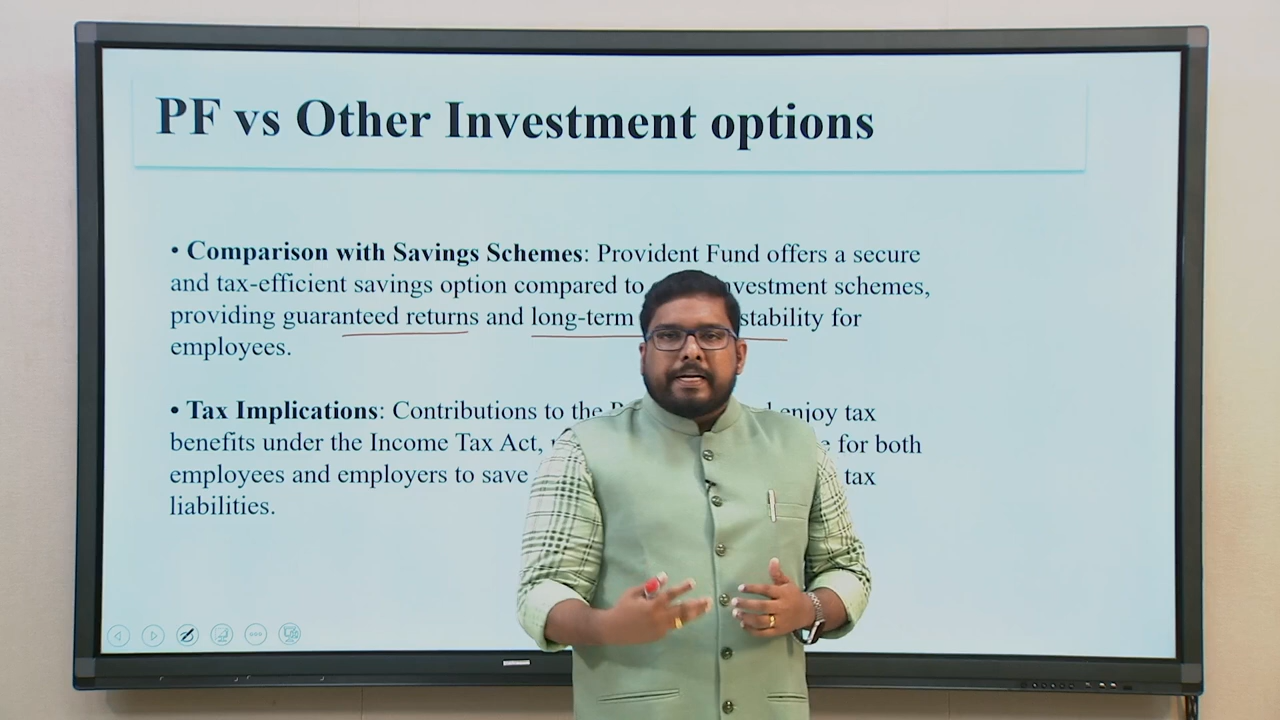 PF vs Other Investment options
• Comparison with Savings Schemes: Provident Fund offers a secure
and tax-efficient savings option compared to investment schemes,
providing guaranteed returns and long-term stability for
employees.
• Tax Implications: Contributions to the enjoy tax
benefits under the Income Tax Act, for both
employees and employers to save tax
liabilities.